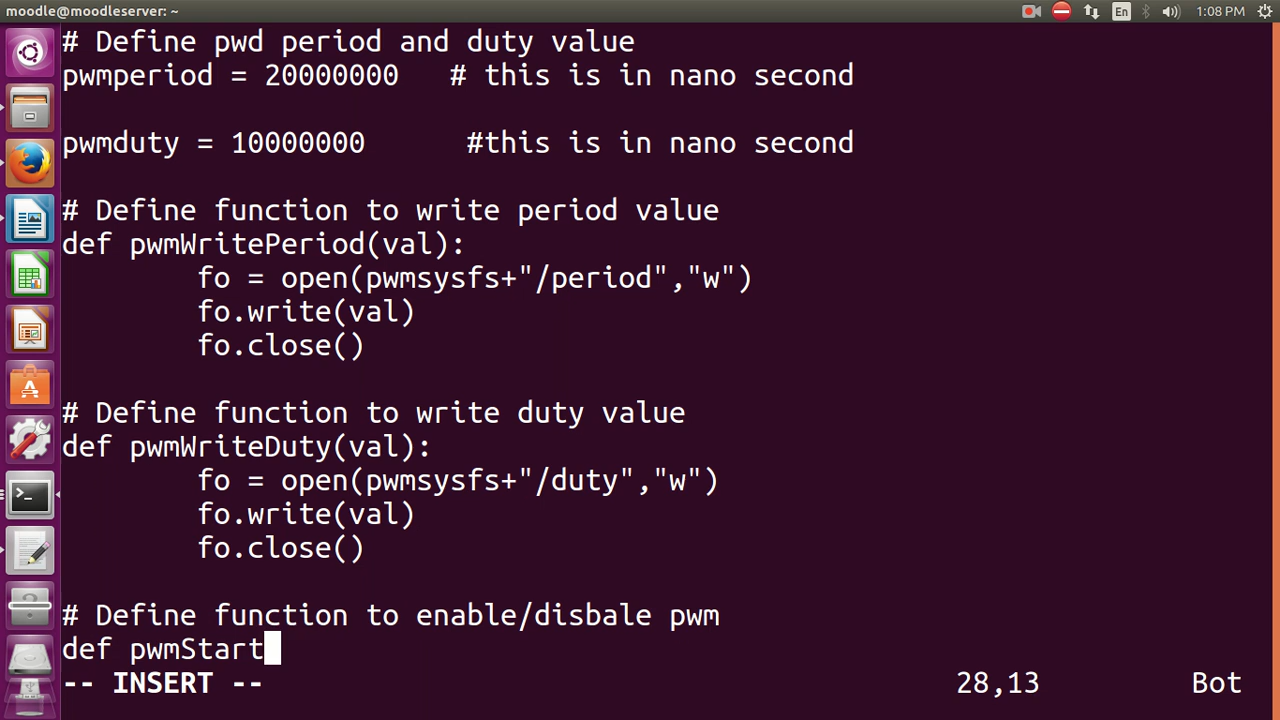 moodle@moodleserver: ~
En
1:08 PM
# Define pwd period and duty value
pwmperiod = 20000000   # this is in nano second
pwmduty = 10000000      #this is in nano second
# Define function to write period value
def pwmWritePeriod(val):
        fo = open(pwmsysfs+"/period","w")
        fo.write(val)
        fo.close()
# Define function to write duty value
def pwmWriteDuty(val):
        fo = open(pwmsysfs+"/duty","w")
        fo.write(val)
        fo.close()
# Define function to enable/disbale pwm
def pwmStart
-- INSERT --                                         28,13         Bot